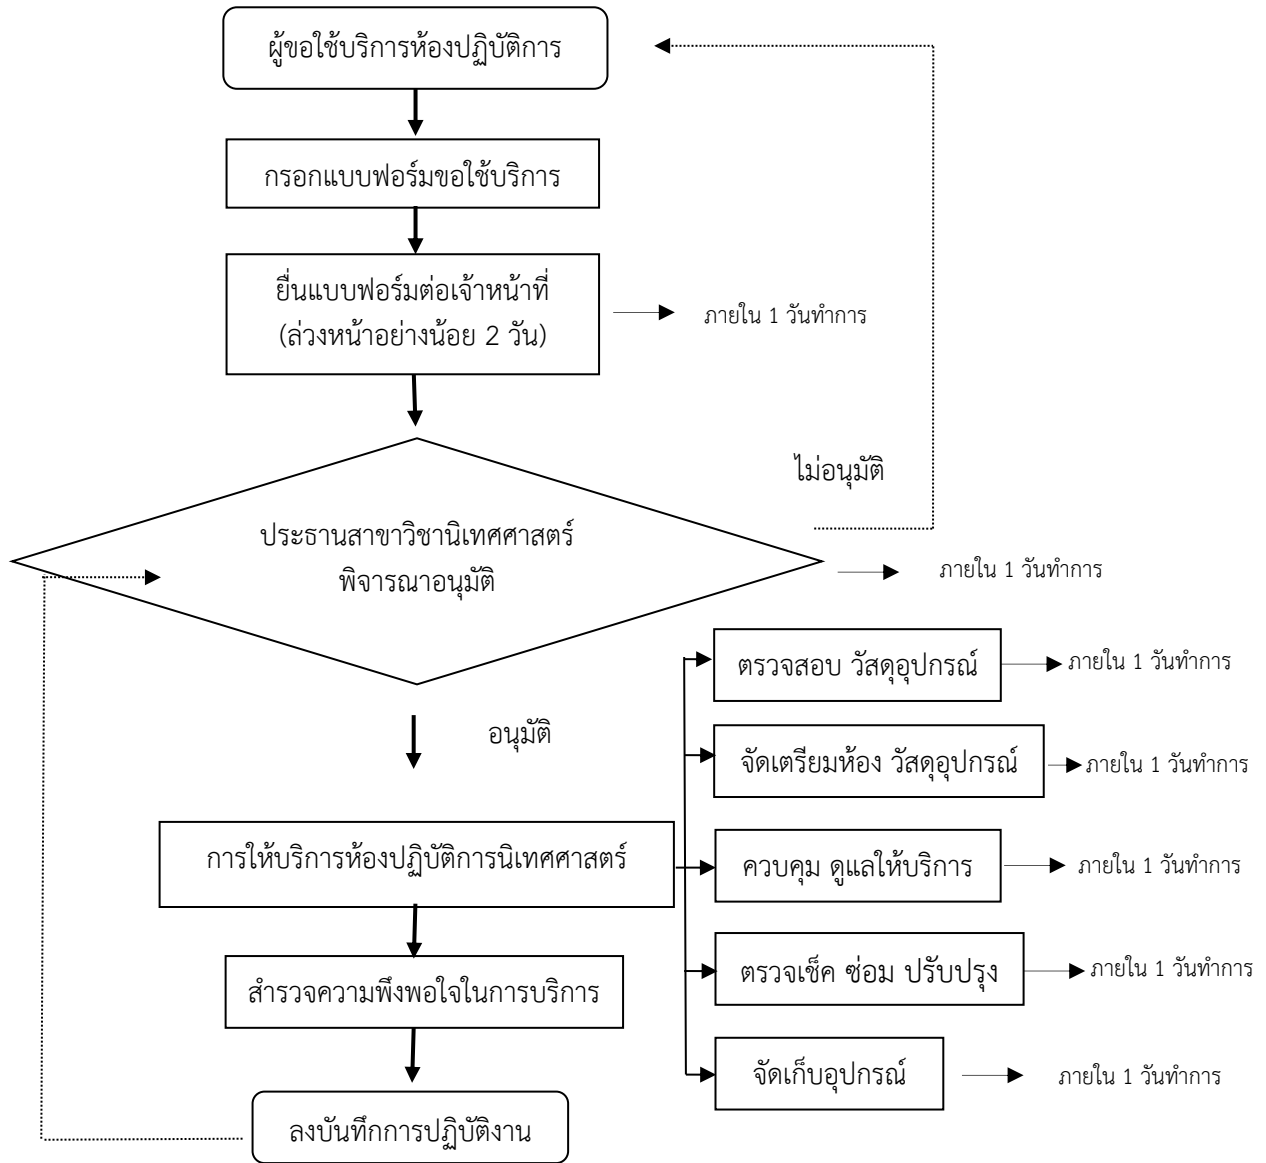 ผู้ขอใช้บริการห้องปฏิบัติการ
กรอกแบบฟอร์มขอใช้บริการ
ยื่นแบบฟอร์มต่อเจ้าหน้าที่
(ล่วงหน้าอย่างน้อย 2 วัน)
ภายใน 1 วันทำการ
ไม่อนุมัติ
ประธานสาขาวิชานิเทศศาสตร์
พิจารณาอนุมัติ
ภายใน 1 วันทำการ
อนุมัติ
ตรวจสอบ วัสดุอุปกรณ์
ภายใน 1 วันทำการ
จัดเตรียมห้อง วัสดุอุปกรณ์
ภายใน 1 วันทำการ
การให้บริการห้องปฏิบัติการนิเทศศาสตร์
ควบคุม ดูแลให้บริการ
ภายใน 1 วันทำการ
ตรวจเช็ค ซ่อม ปรับปรุง
ภายใน 1 วันทำการ
สำรวจความพึงพอใจในการบริการ
จัดเก็บอุปกรณ์
ภายใน 1 วันทำการ
ลงบันทึกการปฏิบัติงาน